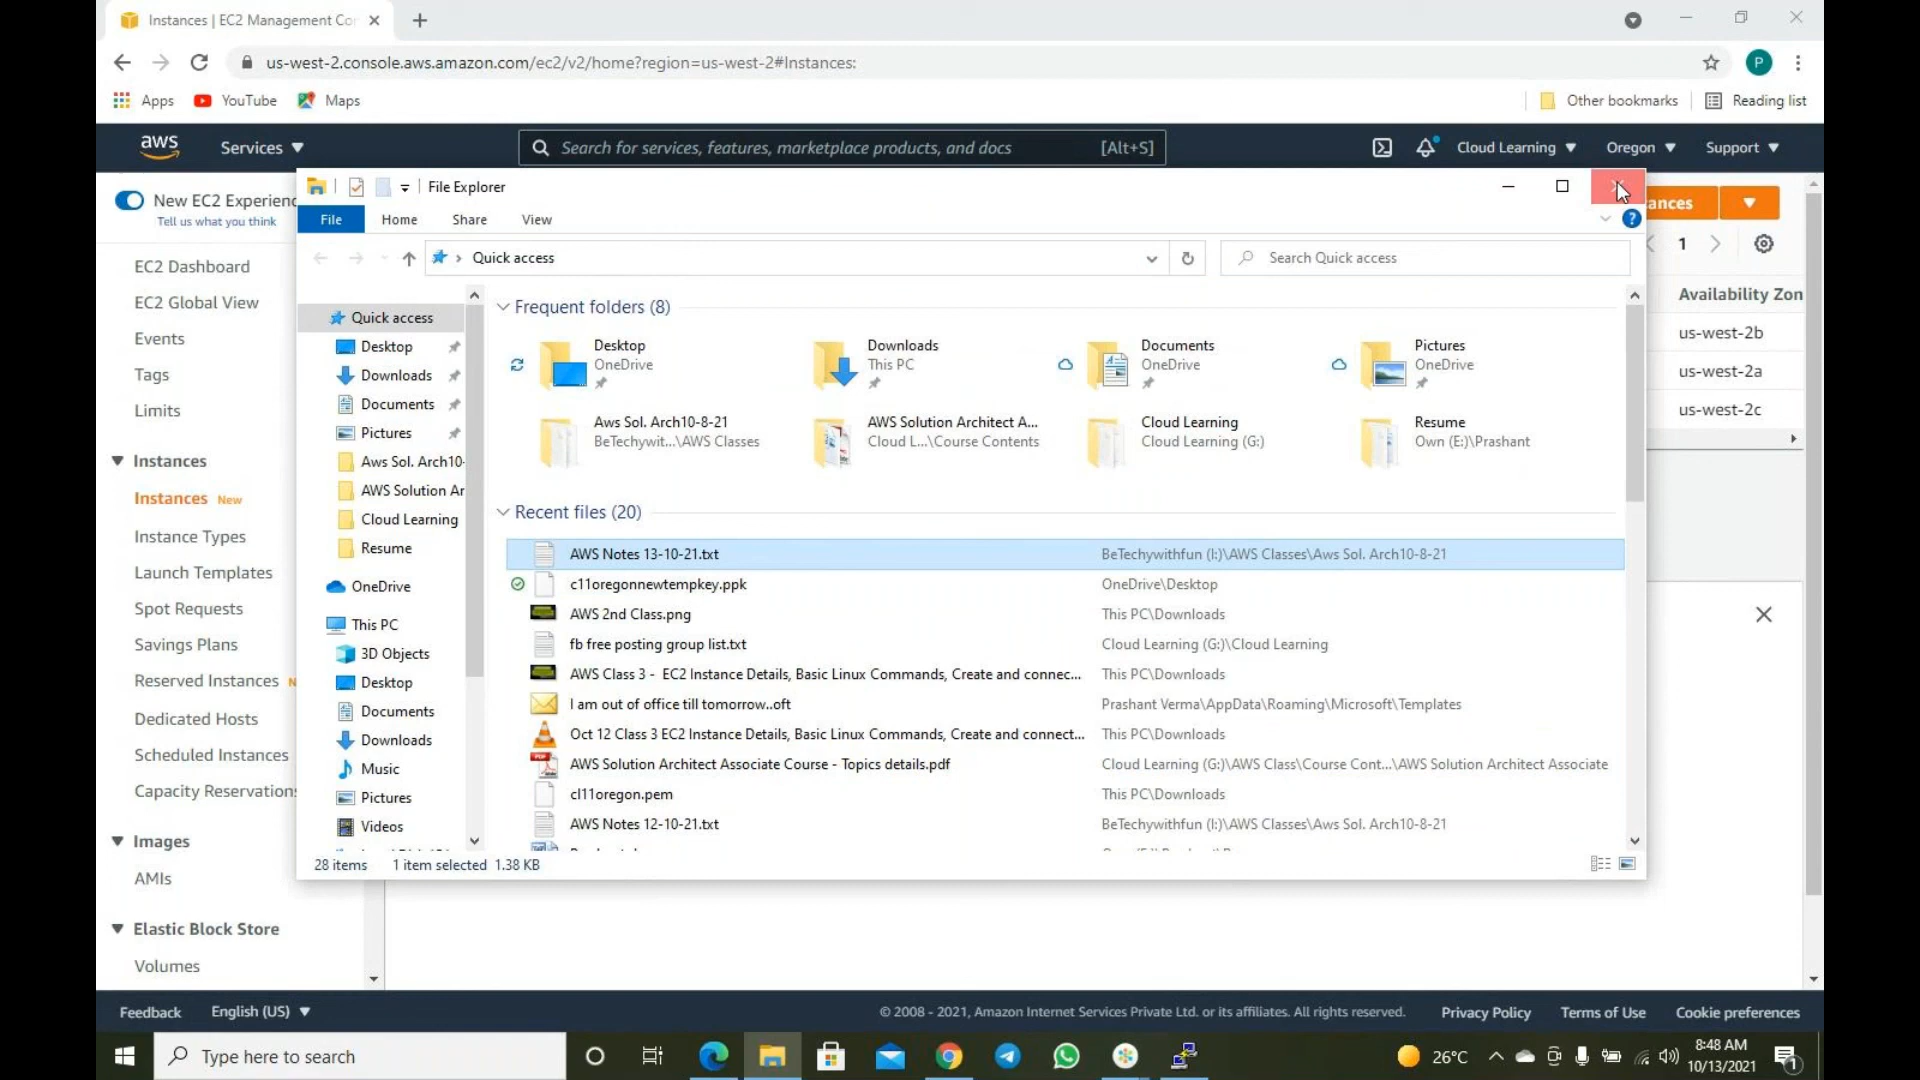 Instances | EC2 Management Co
us-west-2.console.aws.amazon.com/ec2/v2/home?region=us-west-2#Instances:
P
Apps YouTube Maps Other bookmarks Reading list
aws Services Search for services, features, marketplace products, and docs [Alt+S] Cloud Learning Oregon Support
New EC2 Experienc
Tell us what you think
File Explorer
ances
File Home Share View
1
Quick access Search Quick access
EC2 Dashboard
EC2 Global View
Events
Tags
Limits
Instances
Instances New
Instance Types
Launch Templates
Spot Requests
Savings Plans
Reserved Instances N
Dedicated Hosts
Scheduled Instances
Capacity Reservations
Images
AMIs
Elastic Block Store
Volumes
Quick access
Desktop
Downloads
Documents
Pictures
Aws Sol. Arch10-
AWS Solution Ar
Cloud Learning
Resume
OneDrive
This PC
3D Objects
Desktop
Documents
Downloads
Music
Pictures
Videos
Frequent folders (8)
Desktop
OneDrive
Downloads
This PC
Documents
OneDrive
Pictures
OneDrive
Aws Sol. Arch10-8-21
BeTechywit...\AWS Classes
AWS Solution Architect A...
Cloud L...\Course Contents
Cloud Learning
Cloud Learning (G:)
Resume
Own (E:)\Prashant
Recent files (20)
AWS Notes 13-10-21.txt BeTechywithfun (I:)\AWS Classes\Aws Sol. Arch10-8-21
c11oregonnewtempkey.ppk OneDrive\Desktop
AWS 2nd Class.png This PC\Downloads
fb free posting group list.txt Cloud Learning (G:)\Cloud Learning
AWS Class 3 - EC2 Instance Details, Basic Linux Commands, Create and connec... This PC\Downloads
I am out of office till tomorrow..oft Prashant Verma\AppData\Roaming\Microsoft\Templates
Oct 12 Class 3 EC2 Instance Details, Basic Linux Commands, Create and connect... This PC\Downloads
AWS Solution Architect Associate Course - Topics details.pdf Cloud Learning (G:)\AWS Class\Course Cont...\AWS Solution Architect Associate
cl11oregon.pem This PC\Downloads
AWS Notes 12-10-21.txt BeTechywithfun (I:)\AWS Classes\Aws Sol. Arch10-8-21
28 items 1 item selected 1.38 KB
Availability Zon
us-west-2b
us-west-2a
us-west-2c
Feedback English (US) © 2008 - 2021, Amazon Internet Services Private Ltd. or its affiliates. All rights reserved. Privacy Policy Terms of Use Cookie preferences
Type here to search 26°C 8:48 AM
10/13/2021
1